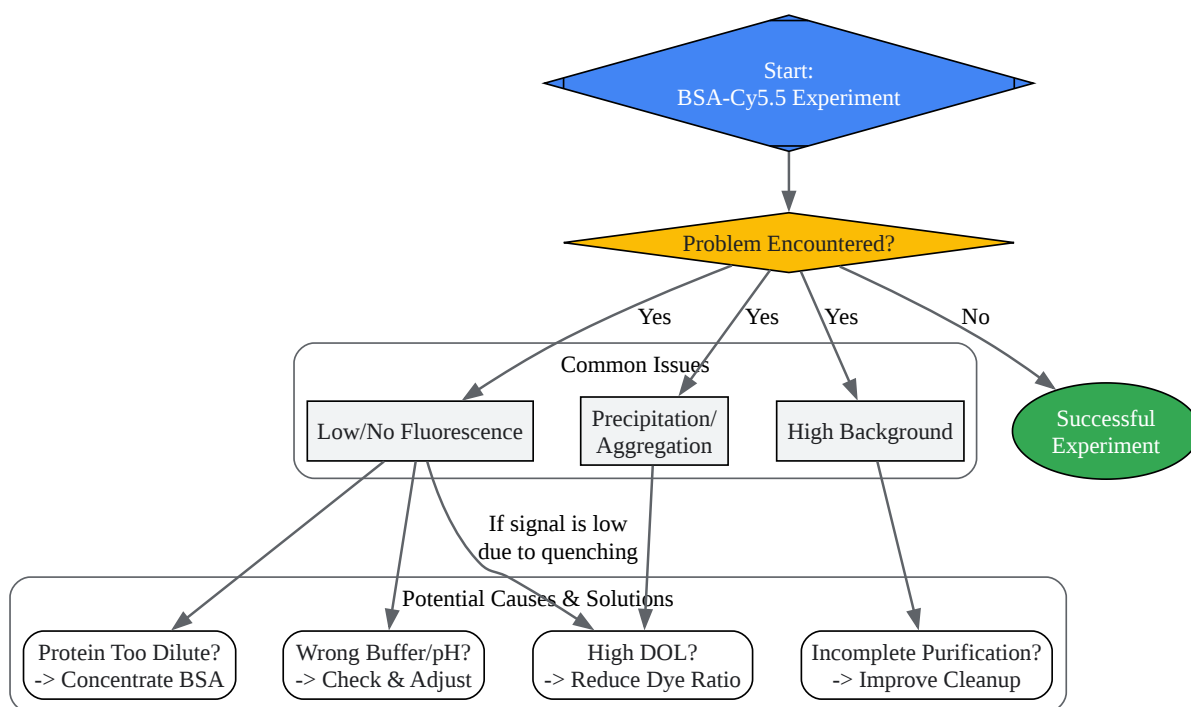 Start:
BSA-Cy5.5 Experiment
Problem Encountered?
Yes
Yes
Yes
No
Common Issues
Low/No Fluorescence
Precipitation/
Aggregation
High Background
Successful
Experiment
If signal is low
due to quenching
Potential Causes & Solutions
Protein Too Dilute?
-> Concentrate BSA
Wrong Buffer/pH?
-> Check & Adjust
High DOL?
-> Reduce Dye Ratio
Incomplete Purification?
-> Improve Cleanup